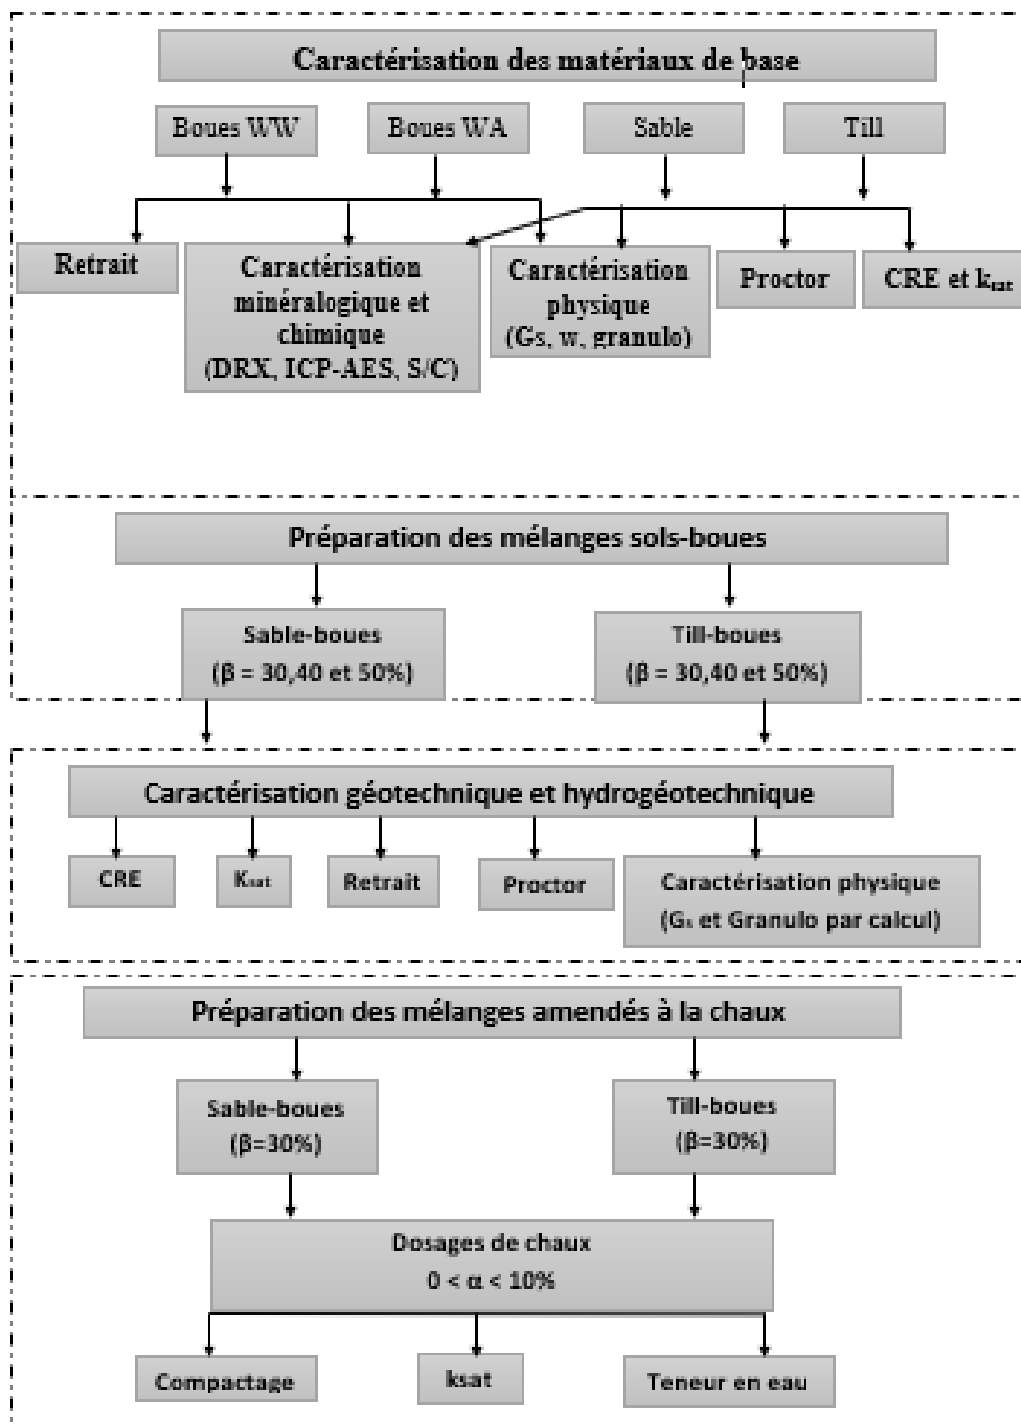 Caractérisation des matériaux de base
Boues WW
Boues WA
Sable
Till
Retrait
Caractérisation
minéralogique et
chimique
(DRX, ICP-AES, S/C)
Caractérisation
physique
(Gs, w, granulo)
Proctor
CRE et ksat
Préparation des mélanges sols-boues
Sable-boues
(β = 30,40 et 50%)
Till-boues
(β = 30,40 et 50%)
Caractérisation géotechnique et hydrogéotechnique
CRE
Ksat
Retrait
Proctor
Caractérisation physique
(Gs et Granulo par calcul)
Préparation des mélanges amendés à la chaux
Sable-boues
(β=30%)
Till-boues
(β=30%)
Dosages de chaux
0 < α < 10%
Compactage
ksat
Teneur en eau